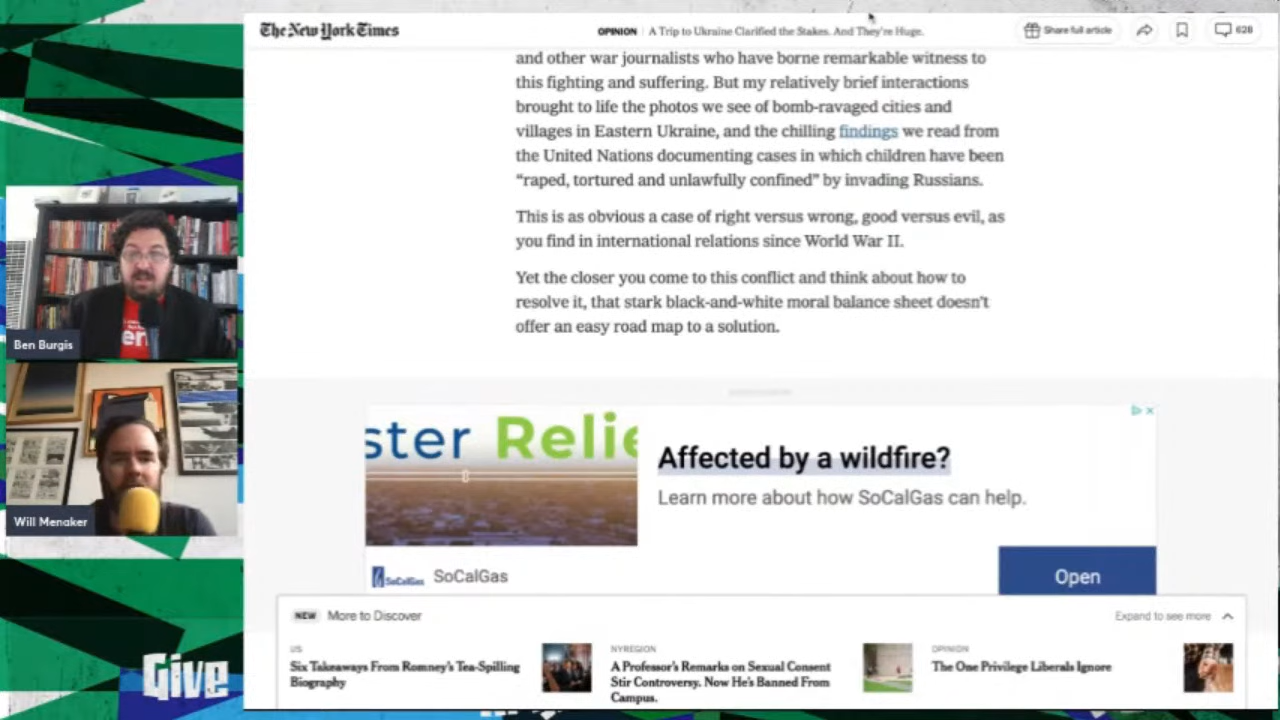 The New York Times
OPINION | A Trip to Ukraine Clarified the Stakes. And They're Huge.
Share full article
628
and other war journalists who have borne remarkable witness to
this fighting and suffering. But my relatively brief interactions
brought to life the photos we see of bomb-ravaged cities and
villages in Eastern Ukraine, and the chilling findings we read from
the United Nations documenting cases in which children have been
“raped, tortured and unlawfully confined” by invading Russians.
This is as obvious a case of right versus wrong, good versus evil, as
you find in international relations since World War II.
Yet the closer you come to this conflict and think about how to
resolve it, that stark black-and-white moral balance sheet doesn’t
offer an easy road map to a solution.
Ben Burgis
Will Menaker
ster Relie
Affected by a wildfire?
Learn more about how SoCalGas can help.
SoCalGas
SoCalGas
Open
NEW More to Discover
Expand to see more
US
Six Takeaways From Romney's Tea-Spilling
Biography
NYREGION
A Professor's Remarks on Sexual Consent
Stir Controversy. Now He's Banned From
Campus.
OPINION
The One Privilege Liberals Ignore
Give